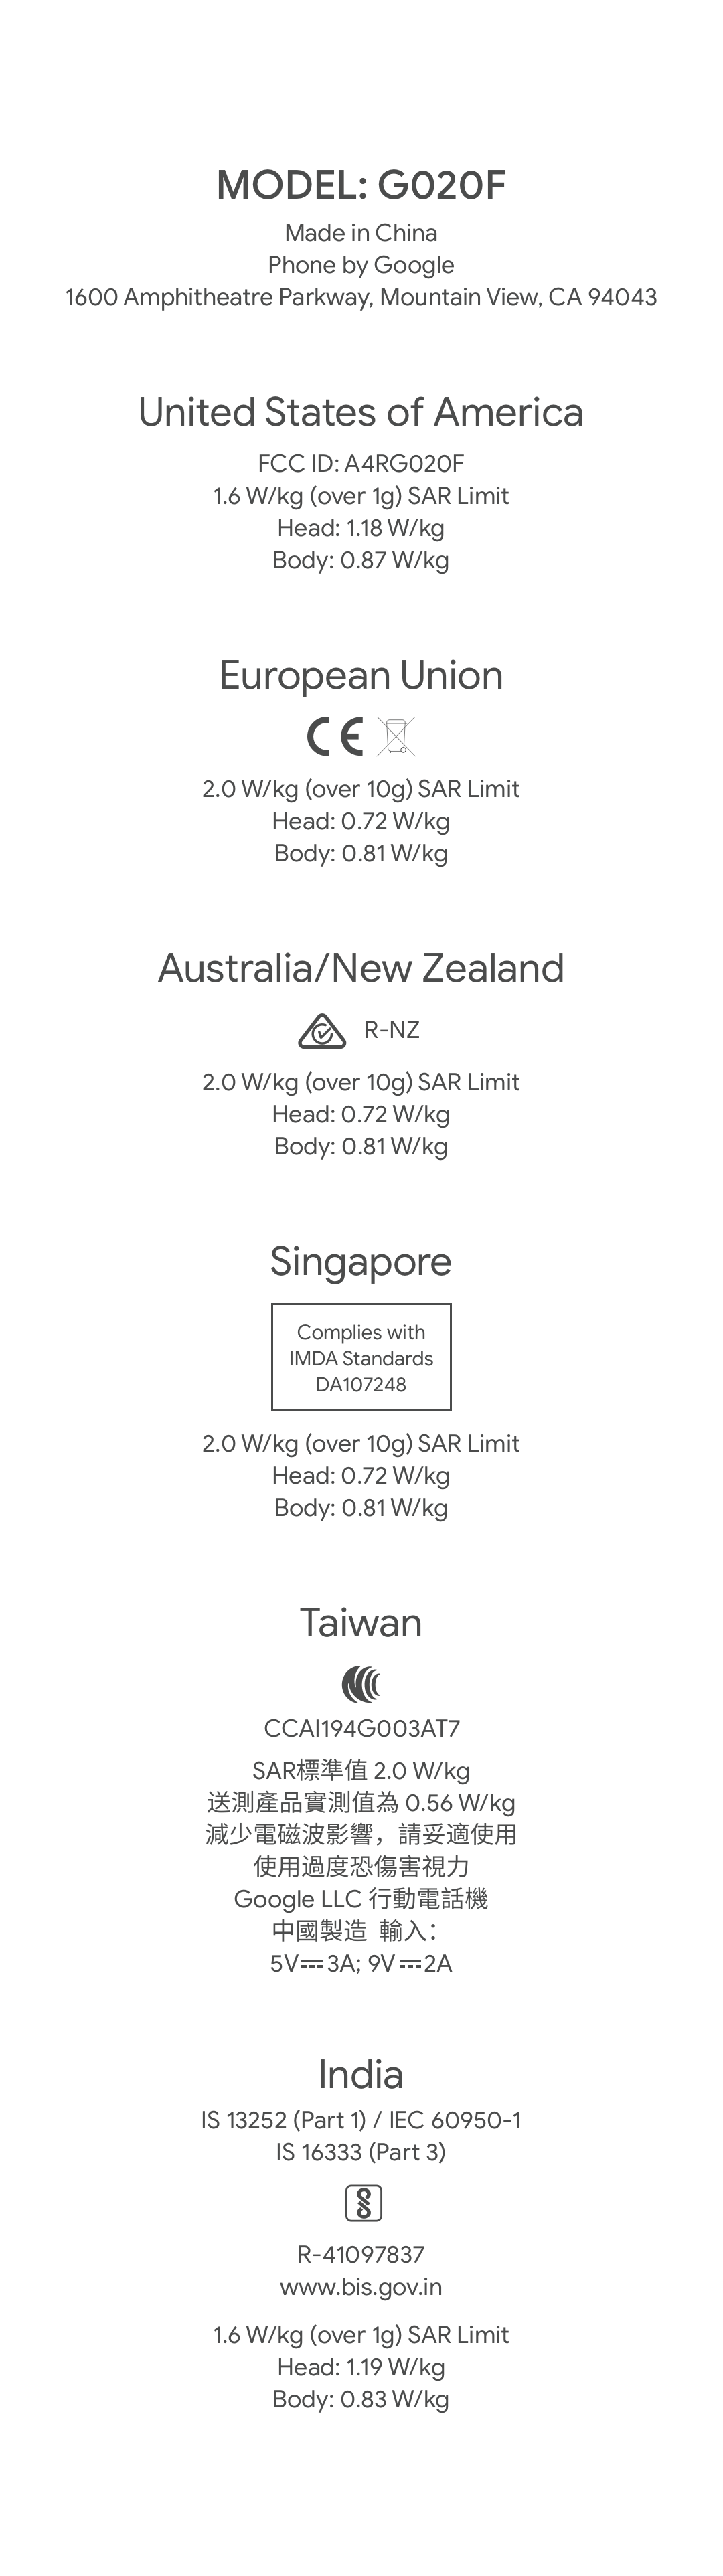 MODEL: G020F
Made in China
Phone by Google
1600 Amphitheatre Parkway, Mountain View, CA 94043
United States of America
FCC ID: A4RG020F
1.6 W/kg (over 1g) SAR Limit
Head: 1.18 W/kg
Body: 0.87 W/kg
European Union
CE
2.0 W/kg (over 10g) SAR Limit
Head: 0.72 W/kg
Body: 0.81 W/kg
Australia/New Zealand
R-NZ
2.0 W/kg (over 10g) SAR Limit
Head: 0.72 W/kg
Body: 0.81 W/kg
Singapore
Complies with
IMDA Standards
DA107248
2.0 W/kg (over 10g) SAR Limit
Head: 0.72 W/kg
Body: 0.81 W/kg
Taiwan
CCAI194G003AT7
SAR標準值 2.0 W/kg
送測產品實測值為 0.56 W/kg
減少電磁波影響，請妥適使用
使用過度恐傷害視力
Google LLC 行動電話機
中國製造 輸入：
5V⎓3A; 9V⎓2A
India
IS 13252 (Part 1) / IEC 60950-1
IS 16333 (Part 3)
R-41097837
www.bis.gov.in
1.6 W/kg (over 1g) SAR Limit
Head: 1.19 W/kg
Body: 0.83 W/kg